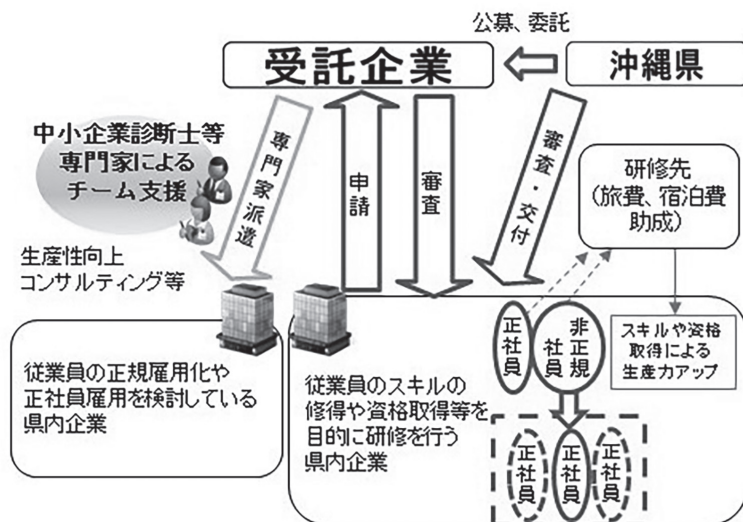 公募、委託
受託企業
沖縄県
中小企業診断士等
専門家による
チーム支援
専門家派遣
申請
審査
審査・交付
研修先
(旅費、宿泊費
助成)
生産性向上
コンサルティング等
従業員の正規雇用化や
正社員雇用を検討している
県内企業
従業員のスキルの
修得や資格取得等を
目的に研修を行う
県内企業
正社員
非正規
社員
スキルや資格
取得による
生産力アップ
正社員
正社員
正社員